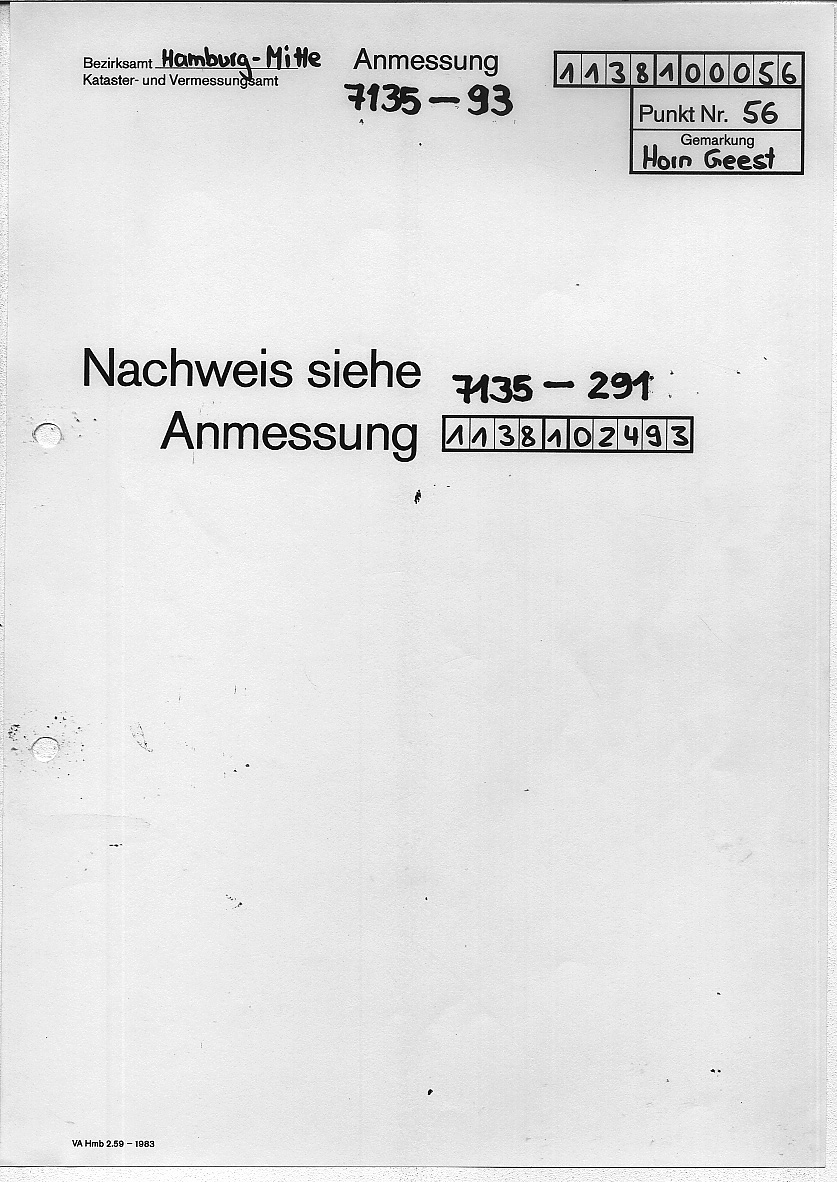 Bezirksamt Hamburg-Mitte
Kataster- und Vermessungsamt
Anmessung
7135 - 93
1138100056
Punkt Nr. 56
Gemarkung
Horn Geest
Nachweis siehe 7135 - 291
Anmessung 1138102493
VA Hmb 2.59 - 1983